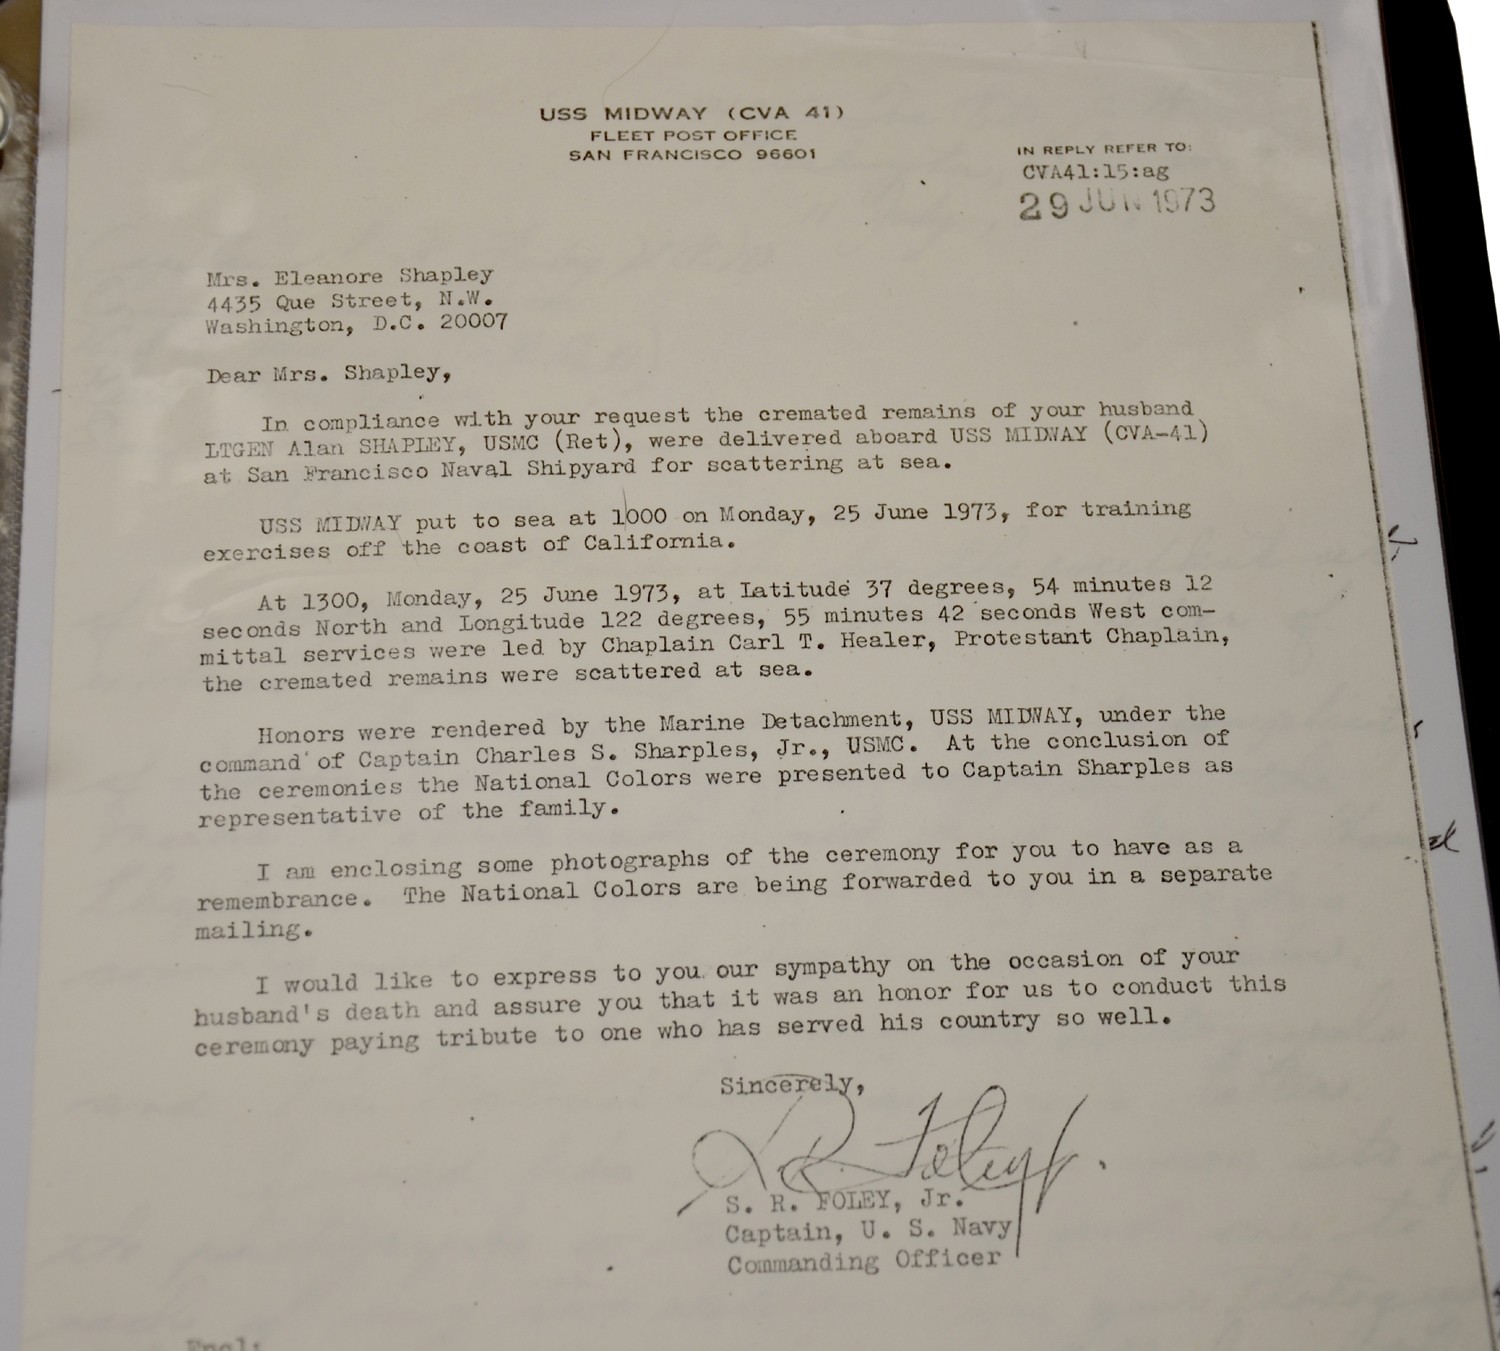 USS MIDWAY (CVA 41)
FLEET POST OFFICE
SAN FRANCISCO 96601
IN REPLY REFER TO:
CVA41:15:ag
29 JUN 1973
Mrs. Eleanore Shapley
4435 Que Street, N.W.
Washington, D.C. 20007
Dear Mrs. Shapley,
In compliance with your request the cremated remains of your husband
LTGEN Alan SHAPLEY, USMC (Ret), were delivered aboard USS MIDWAY (CVA-41)
at San Francisco Naval Shipyard for scattering at sea.
USS MIDWAY put to sea at 1000 on Monday, 25 June 1973, for training
exercises off the coast of California.
At 1300, Monday, 25 June 1973, at Latitude 37 degrees, 54 minutes 12
seconds North and Longitude 122 degrees, 55 minutes 42 seconds West com-
mittal services were led by Chaplain Carl T. Healer, Protestant Chaplain,
the cremated remains were scattered at sea.
Honors were rendered by the Marine Detachment, USS MIDWAY, under the
command of Captain Charles S. Sharples, Jr., USMC. At the conclusion of
the ceremonies the National Colors were presented to Captain Sharples as
representative of the family.
I am enclosing some photographs of the ceremony for you to have as a
remembrance. The National Colors are being forwarded to you in a separate
mailing.
I would like to express to you our sympathy on the occasion of your
husband's death and assure you that it was an honor for us to conduct this
ceremony paying tribute to one who has served his country so well.
Sincerely,
S. R. Foley Jr.
S. R. FOLEY, Jr.
Captain, U. S. Navy
Commanding Officer
Encl: